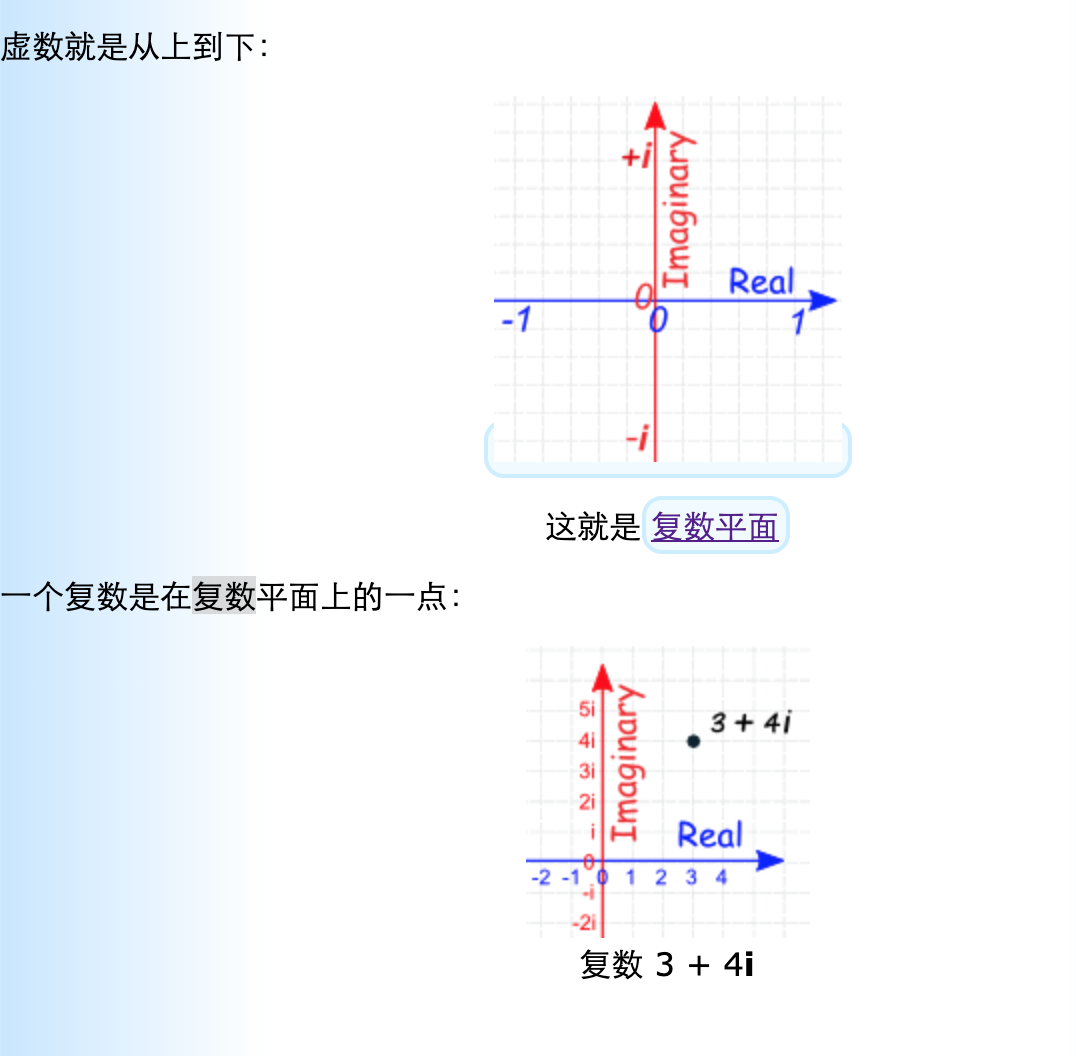 虚数就是从上到下：
+i
Imaginary
Real
0
-1 0 1
-i
这就是 复数平面
一个复数是在复数平面上的一点：
5i
3 + 4i
4i
Imaginary
3i
2i
i
Real
0
-2 -1 0 1 2 3 4
-i
-2i
复数 3 + 4i